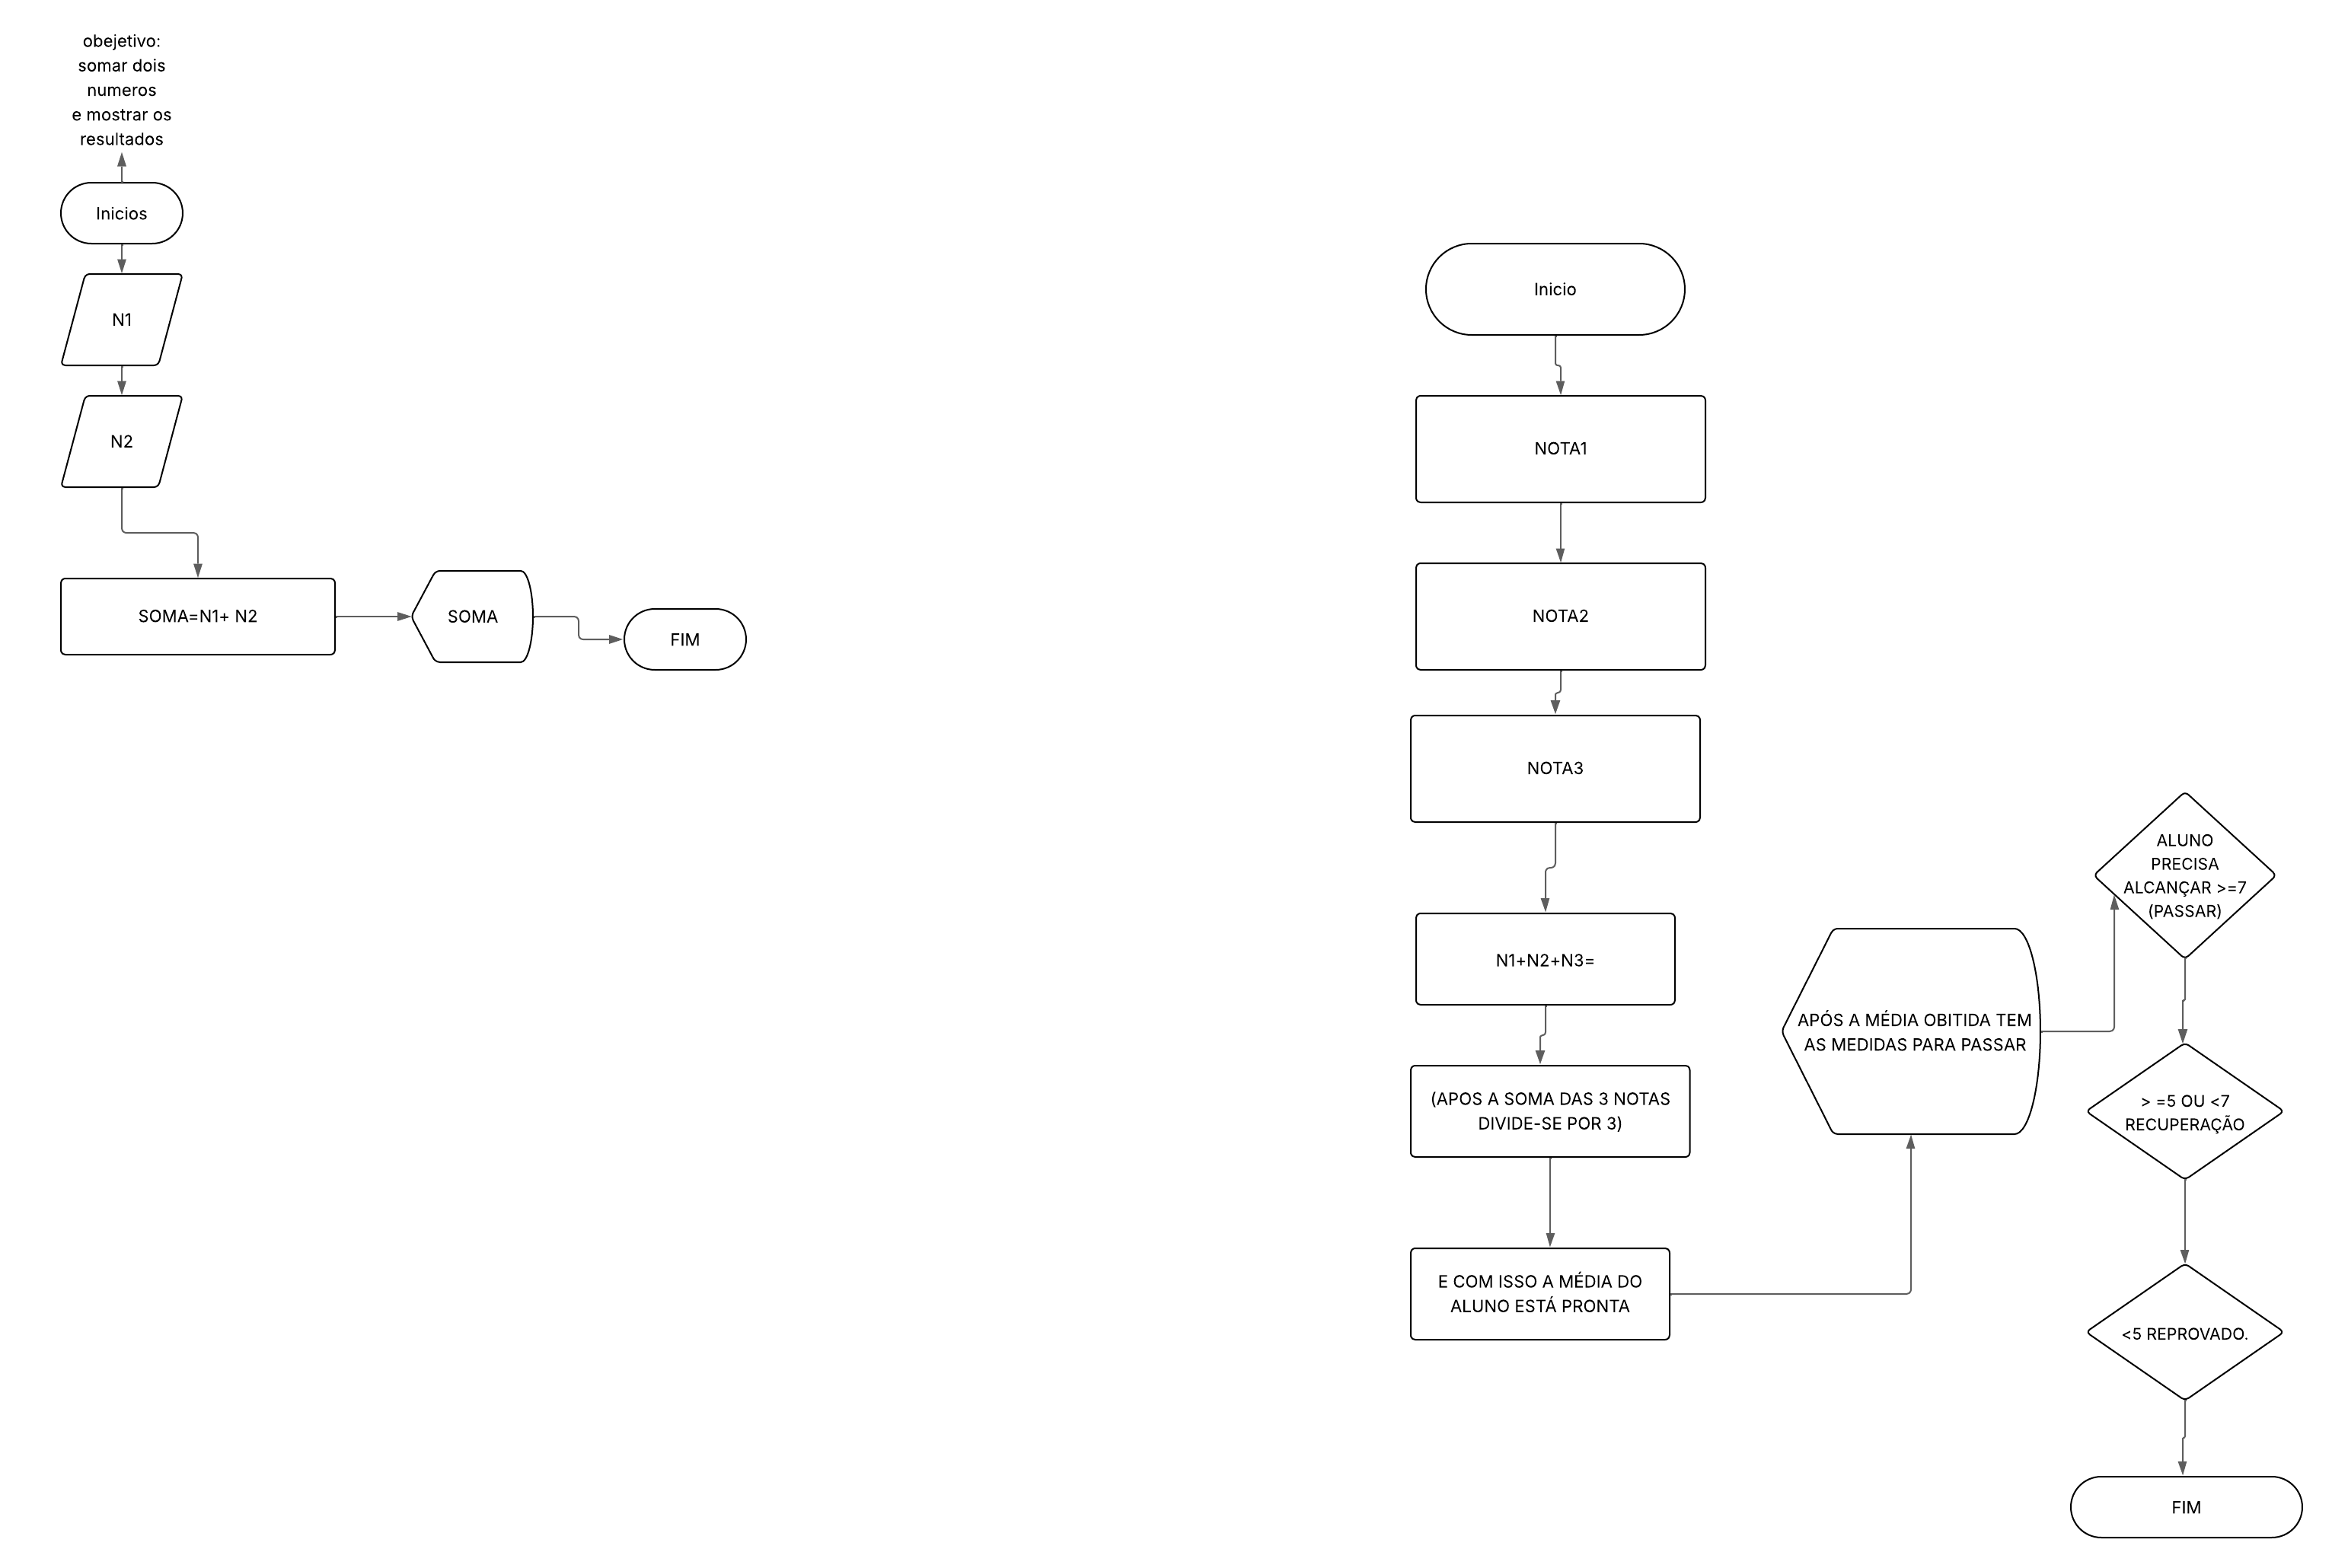 obejetivo:
somar dois
numeros
e mostrar os
resultados
Inicios
N1
N2
SOMA=N1+ N2
SOMA
FIM
Inicio
NOTA1
NOTA2
NOTA3
N1+N2+N3=
(APOS A SOMA DAS 3 NOTAS
DIVIDE-SE POR 3)
E COM ISSO A MÉDIA DO
ALUNO ESTÁ PRONTA
APÓS A MÉDIA OBITIDA TEM
AS MEDIDAS PARA PASSAR
ALUNO
PRECISA
ALCANÇAR >=7
(PASSAR)
> =5 OU <7
RECUPERAÇÃO
<5 REPROVADO.
FIM